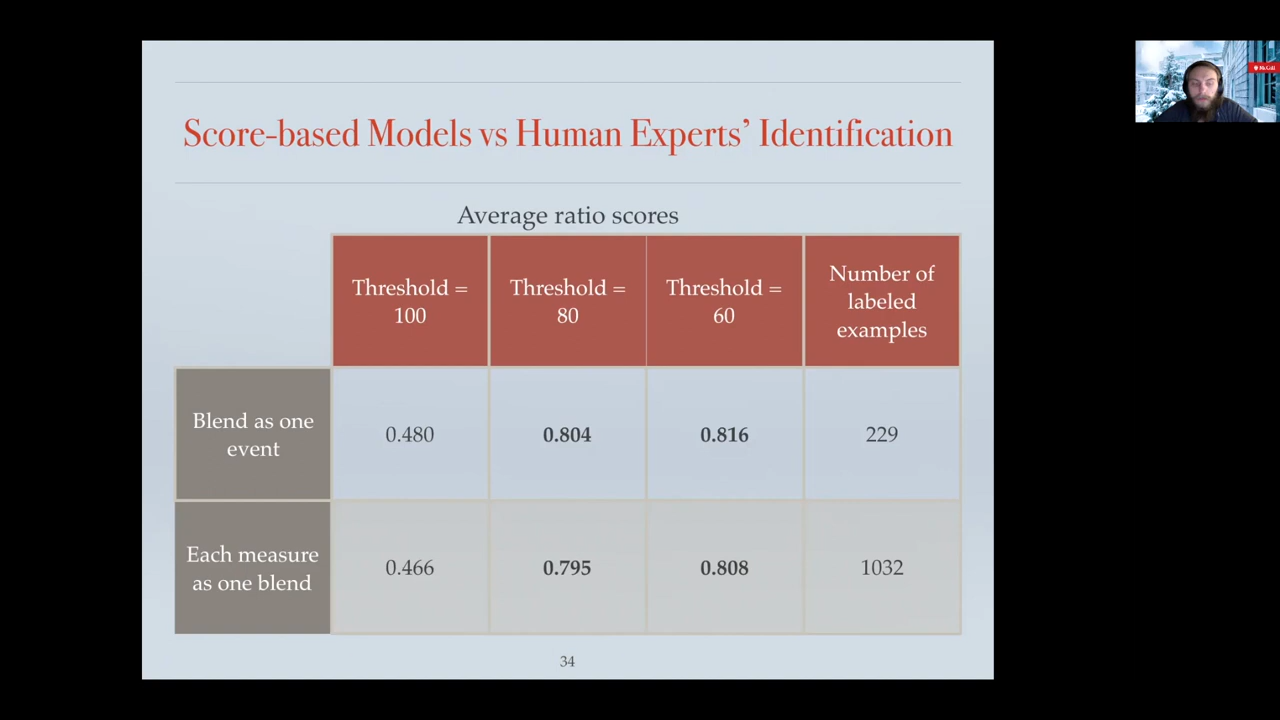 Score-based Models vs Human Experts’ Identification
Average ratio scores
Threshold =
100
Threshold =
80
Threshold =
60
Number of
labeled
examples
Blend as one
event
0.480
0.804
0.816
229
Each measure
as one blend
0.466
0.795
0.808
1032
34
McGill